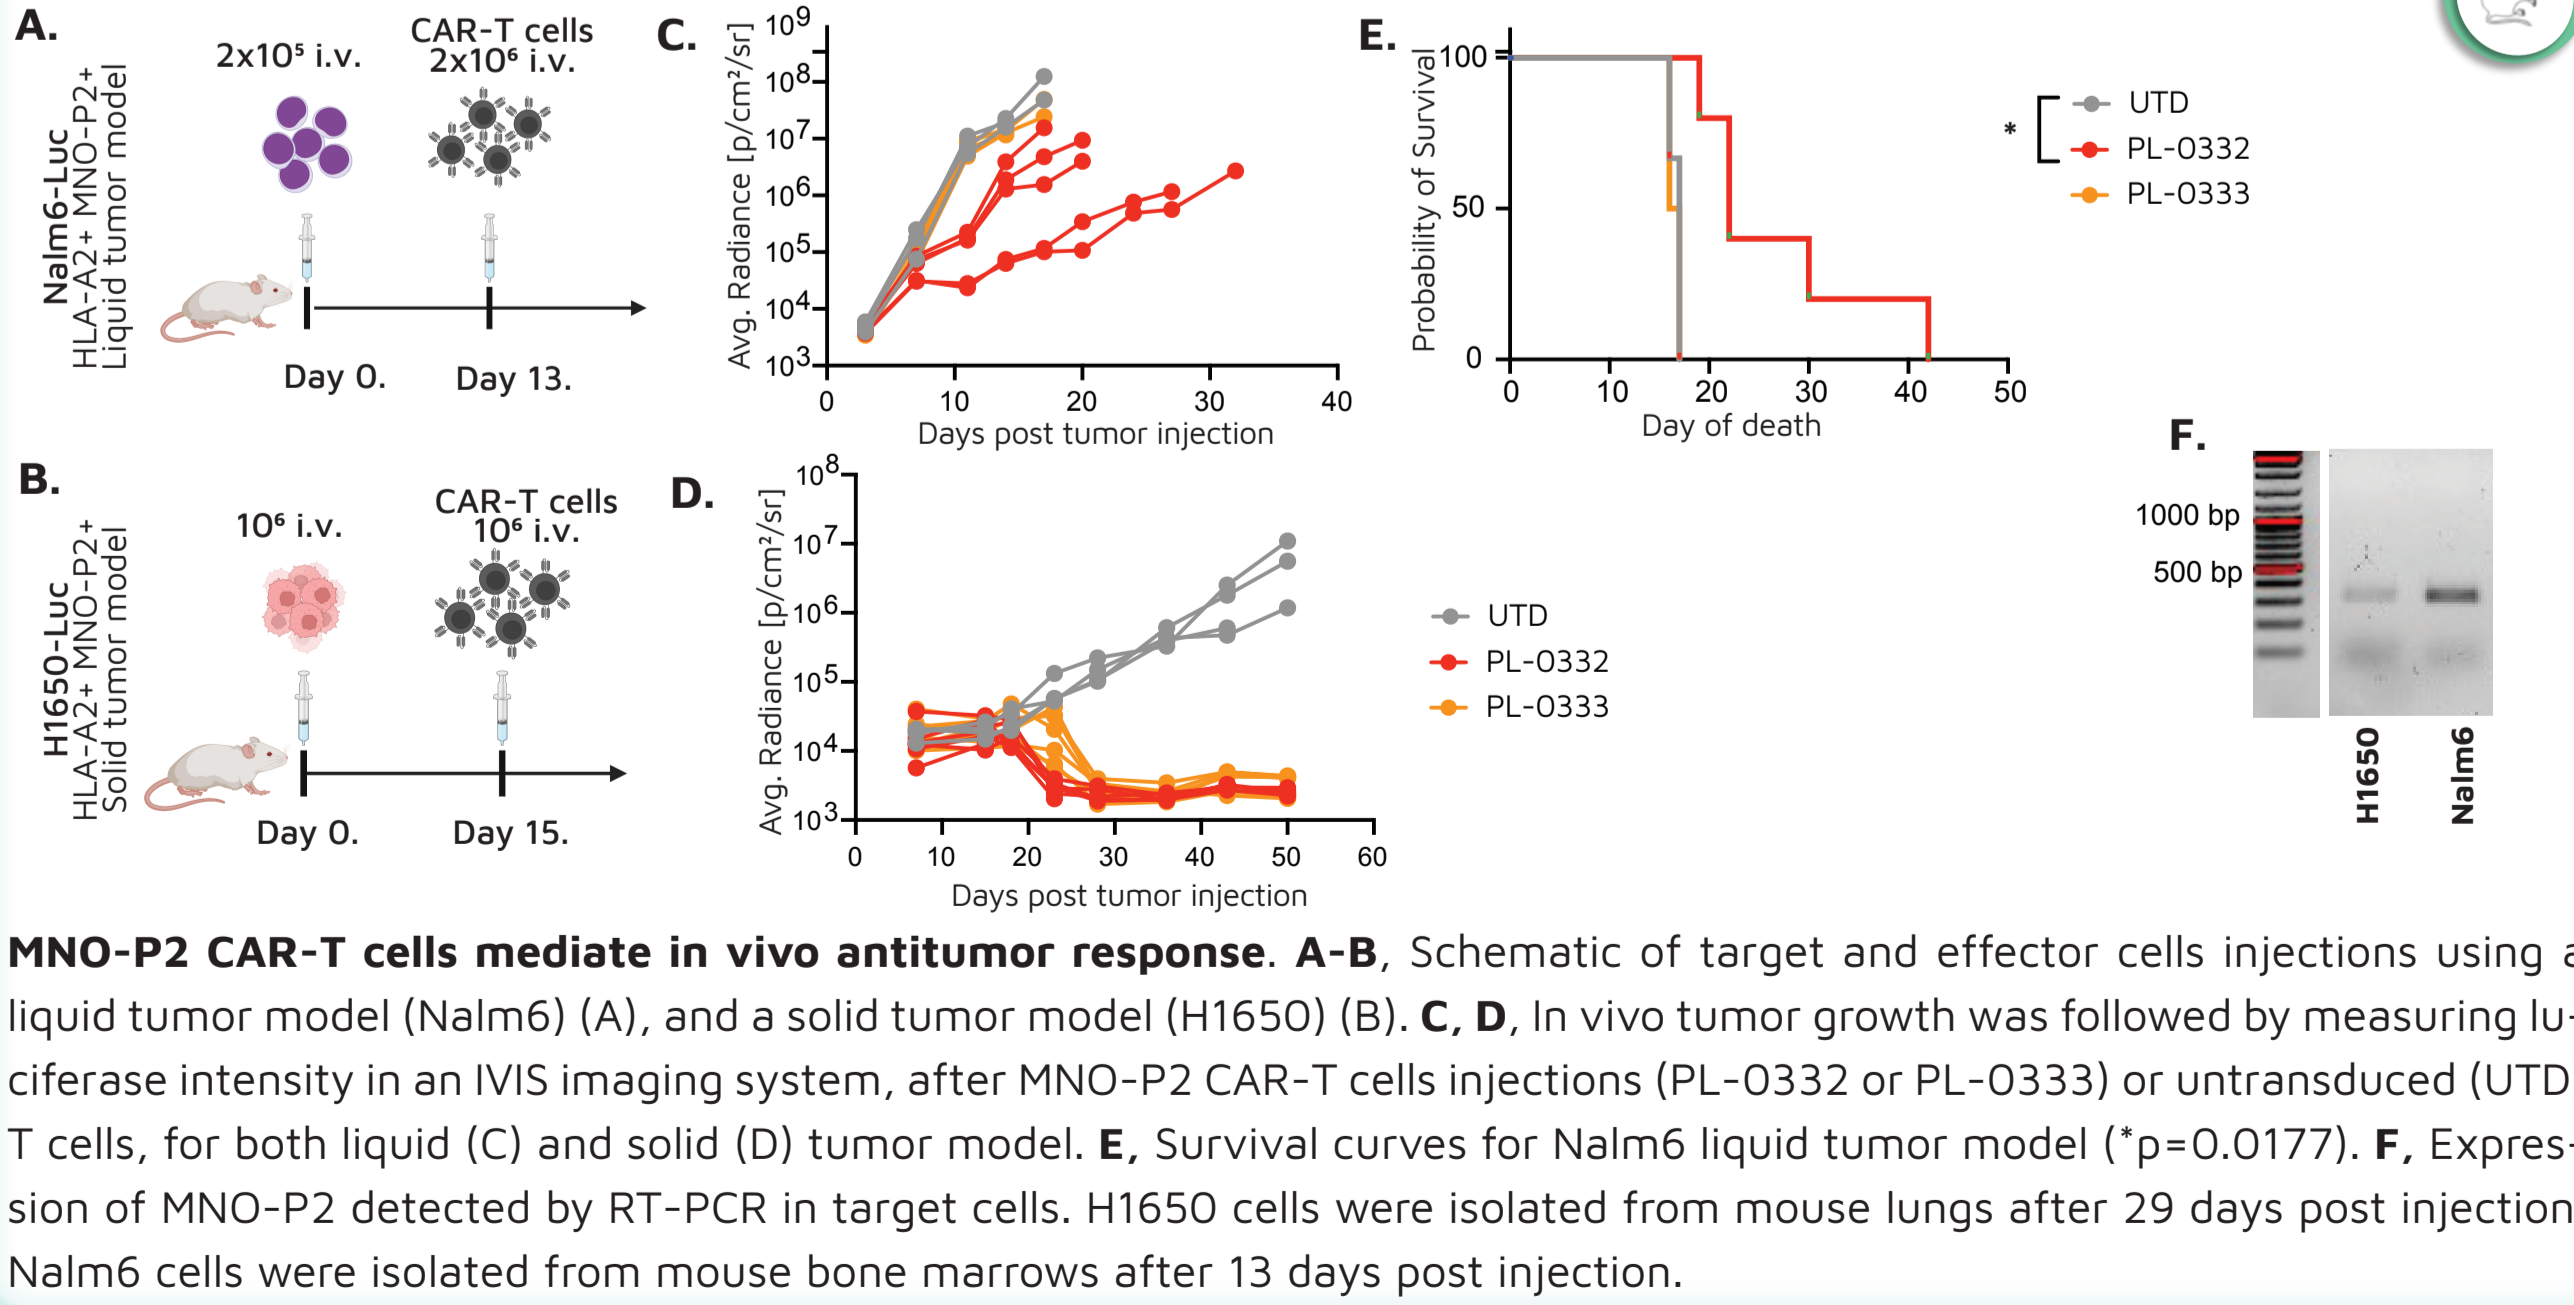 A.
Nalm6-Luc
HLA-A2+ MNO-P2+
Liquid tumor model
2x10⁵ i.v.
CAR-T cells
2x10⁶ i.v.
Day 0.
Day 13.
C.
Avg. Radiance [p/cm²/sr]
10⁹
10⁸
10⁷
10⁶
10⁵
10⁴
10³
0 10 20 30 40
Days post tumor injection
E.
Probability of Survival
100
50
0
0 10 20 30 40 50
Day of death
*
UTD
PL-0332
PL-0333
B.
H1650-Luc
HLA-A2+ MNO-P2+
Solid tumor model
10⁶ i.v.
CAR-T cells
10⁶ i.v.
Day 0.
Day 15.
D.
Avg. Radiance [p/cm²/sr]
10⁸
10⁷
10⁶
10⁵
10⁴
10³
0 10 20 30 40 50 60
Days post tumor injection
UTD
PL-0332
PL-0333
F.
1000 bp
500 bp
H1650
Nalm6
MNO-P2 CAR-T cells mediate in vivo antitumor response. A-B, Schematic of target and effector cells injections using a
liquid tumor model (Nalm6) (A), and a solid tumor model (H1650) (B). C, D, In vivo tumor growth was followed by measuring lu-
ciferase intensity in an IVIS imaging system, after MNO-P2 CAR-T cells injections (PL-0332 or PL-0333) or untransduced (UTD
T cells, for both liquid (C) and solid (D) tumor model. E, Survival curves for Nalm6 liquid tumor model (*p=0.0177). F, Expres-
sion of MNO-P2 detected by RT-PCR in target cells. H1650 cells were isolated from mouse lungs after 29 days post injection
Nalm6 cells were isolated from mouse bone marrows after 13 days post injection.